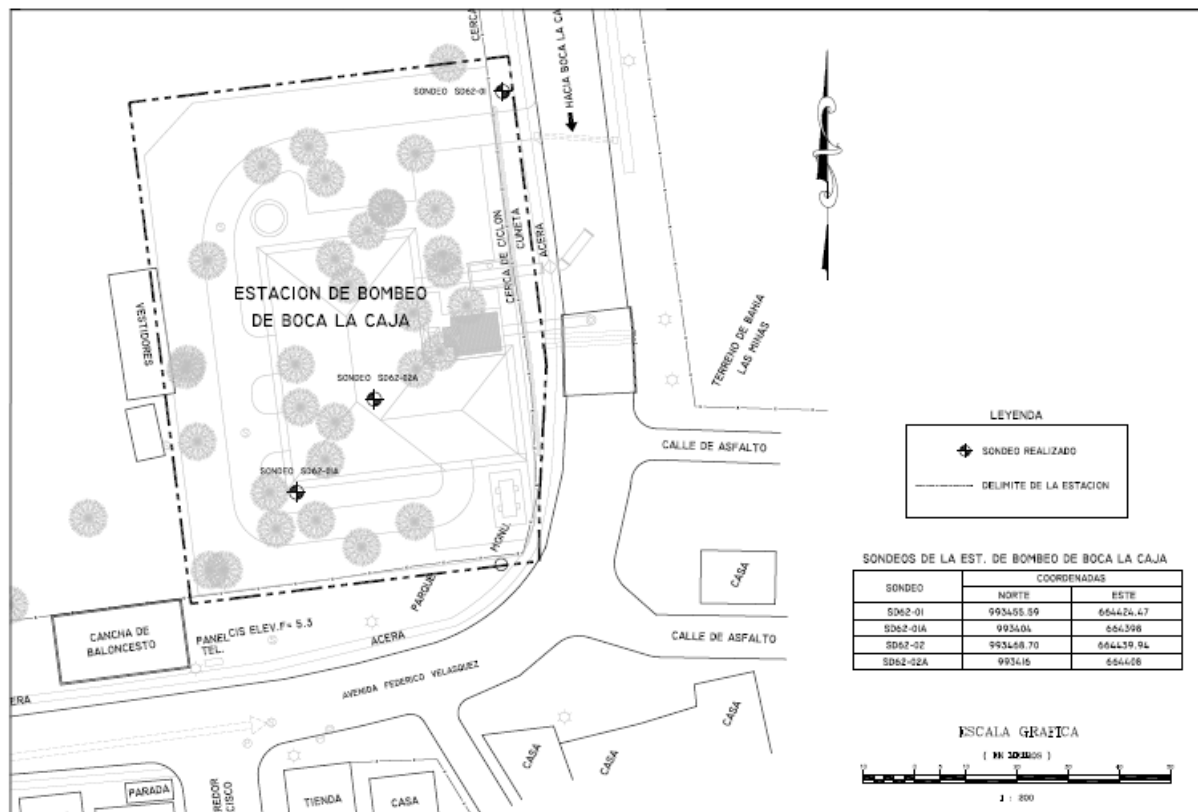 CERCA
HACIA BOCA LA CA
SONDEO SD62-01
CERCA DE CICLON
CUNETA
ACERA
ESTACION DE BOMBEO
DE BOCA LA CAJA
VESTIDORES
TERRENO DE BAHIA
LAS MINAS
SONDEO SD62-02A
CALLE DE ASFALTO
SONDEO SD62-01A
MONU.
PARQUE
CASA
CANCHA DE
BALONCESTO
PANEL
TEL.
CIS ELEV.F= 5.3
ACERA
CALLE DE ASFALTO
ERA
AVENIDA FEDERICO VELASQUEZ
CASA
CASA
CASA
PARADA
REDOR
CISCO
TIENDA
CASA
LEYENDA
SONDEO REALIZADO
DELIMITE DE LA ESTACION
SONDEOS DE LA EST. DE BOMBEO DE BOCA LA CAJA
SONDEO COORDENADAS
NORTE ESTE
SD62-01 993455.59 664424.47
SD62-01A 993404 664398
SD62-02 993468.70 664439.94
SD62-02A 993416 664408
ESCALA GRAFICA
1 : 200